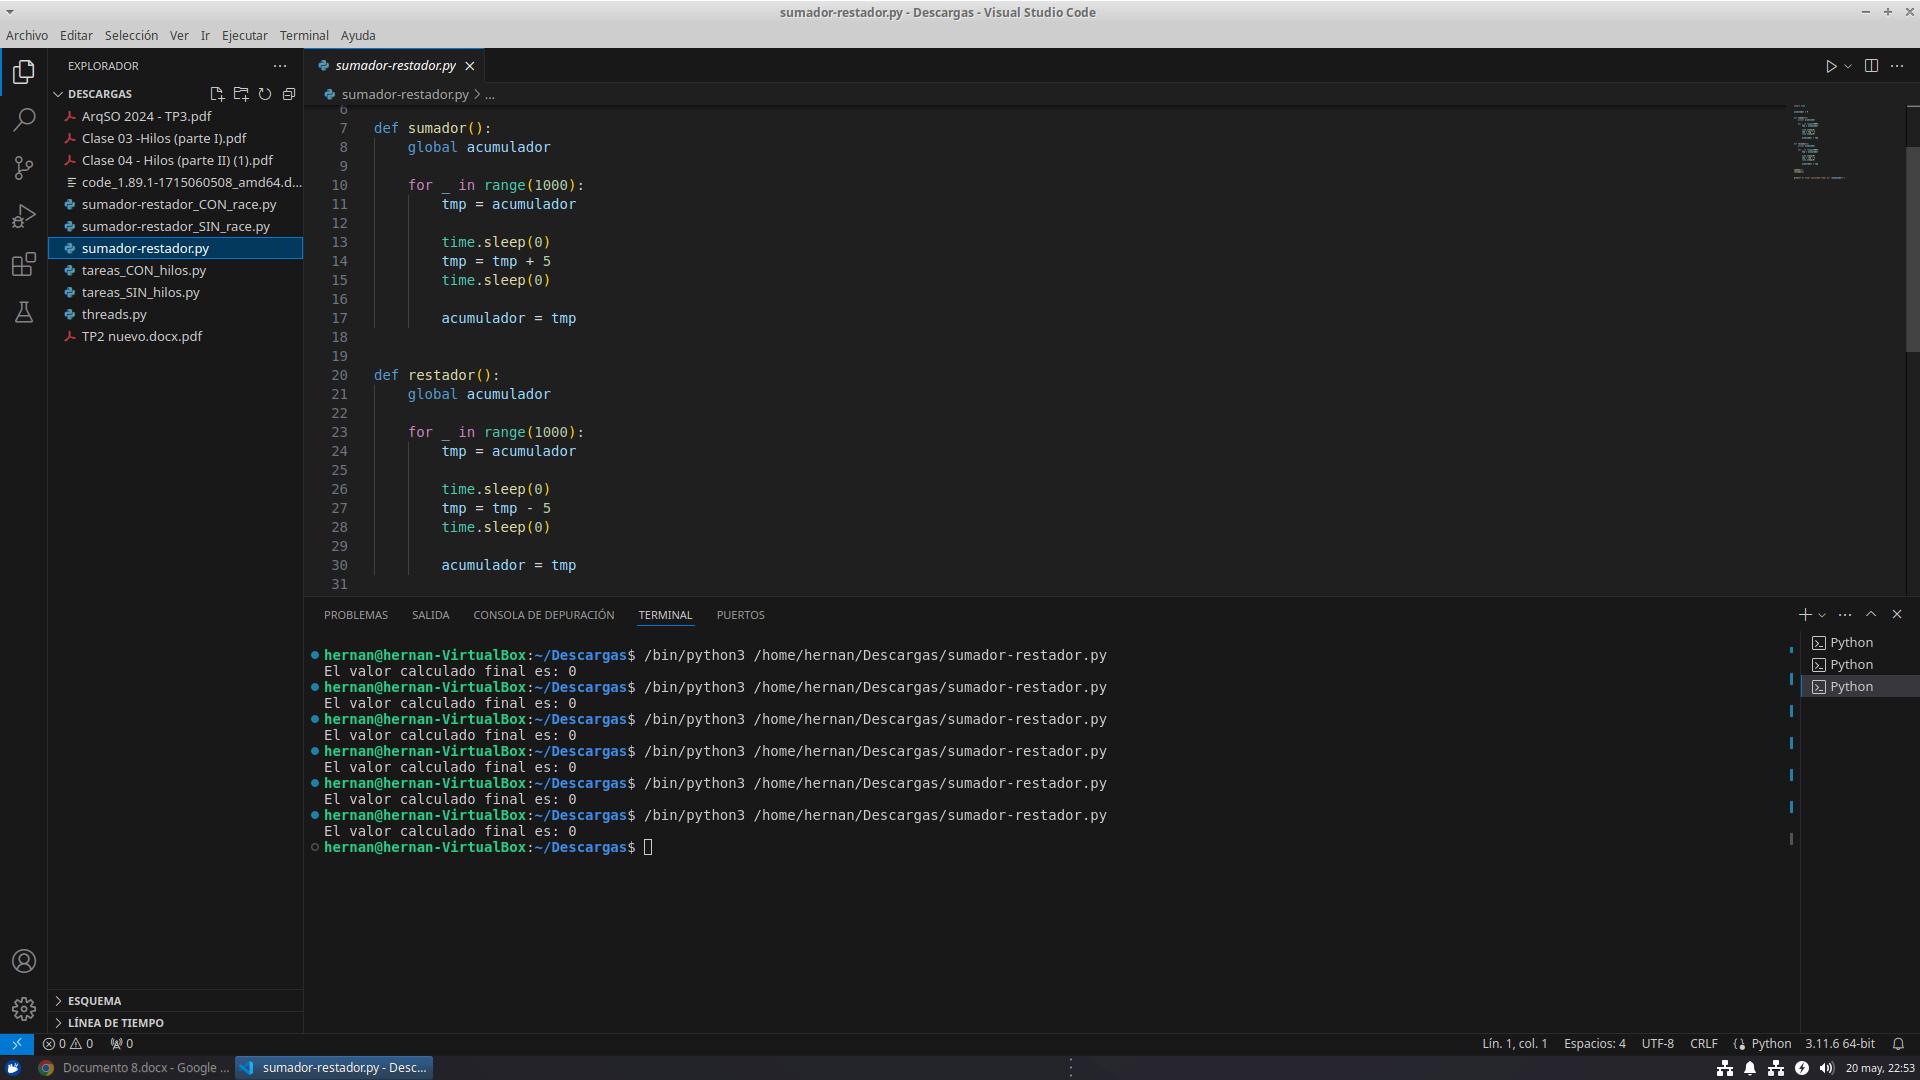 sumador-restador.py - Descargas - Visual Studio Code
Archivo Editar Selección Ver Ir Ejecutar Terminal Ayuda
EXPLORADOR
DESCARGAS
ArqSO 2024 - TP3.pdf
Clase 03 -Hilos (parte I).pdf
Clase 04 - Hilos (parte II) (1).pdf
code_1.89.1-1715060508_amd64.d...
sumador-restador_CON_race.py
sumador-restador_SIN_race.py
sumador-restador.py
tareas_CON_hilos.py
tareas_SIN_hilos.py
threads.py
TP2 nuevo.docx.pdf
ESQUEMA
LÍNEA DE TIEMPO
sumador-restador.py
sumador-restador.py > ...
6
7 def sumador():
8 global acumulador
9
10 for _ in range(1000):
11 tmp = acumulador
12
13 time.sleep(0)
14 tmp = tmp + 5
15 time.sleep(0)
16
17 acumulador = tmp
18
19
20 def restador():
21 global acumulador
22
23 for _ in range(1000):
24 tmp = acumulador
25
26 time.sleep(0)
27 tmp = tmp - 5
28 time.sleep(0)
29
30 acumulador = tmp
31
PROBLEMAS SALIDA CONSOLA DE DEPURACIÓN TERMINAL PUERTOS
hernan@hernan-VirtualBox:~/Descargas$ /bin/python3 /home/hernan/Descargas/sumador-restador.py
El valor calculado final es: 0
hernan@hernan-VirtualBox:~/Descargas$ /bin/python3 /home/hernan/Descargas/sumador-restador.py
El valor calculado final es: 0
hernan@hernan-VirtualBox:~/Descargas$ /bin/python3 /home/hernan/Descargas/sumador-restador.py
El valor calculado final es: 0
hernan@hernan-VirtualBox:~/Descargas$ /bin/python3 /home/hernan/Descargas/sumador-restador.py
El valor calculado final es: 0
hernan@hernan-VirtualBox:~/Descargas$ /bin/python3 /home/hernan/Descargas/sumador-restador.py
El valor calculado final es: 0
hernan@hernan-VirtualBox:~/Descargas$ /bin/python3 /home/hernan/Descargas/sumador-restador.py
El valor calculado final es: 0
hernan@hernan-VirtualBox:~/Descargas$
Python
Python
Python
0 0 0 Lín. 1, col. 1 Espacios: 4 UTF-8 CRLF Python 3.11.6 64-bit
Documento 8.docx - Google ... sumador-restador.py - Desc... 20 may, 22:53